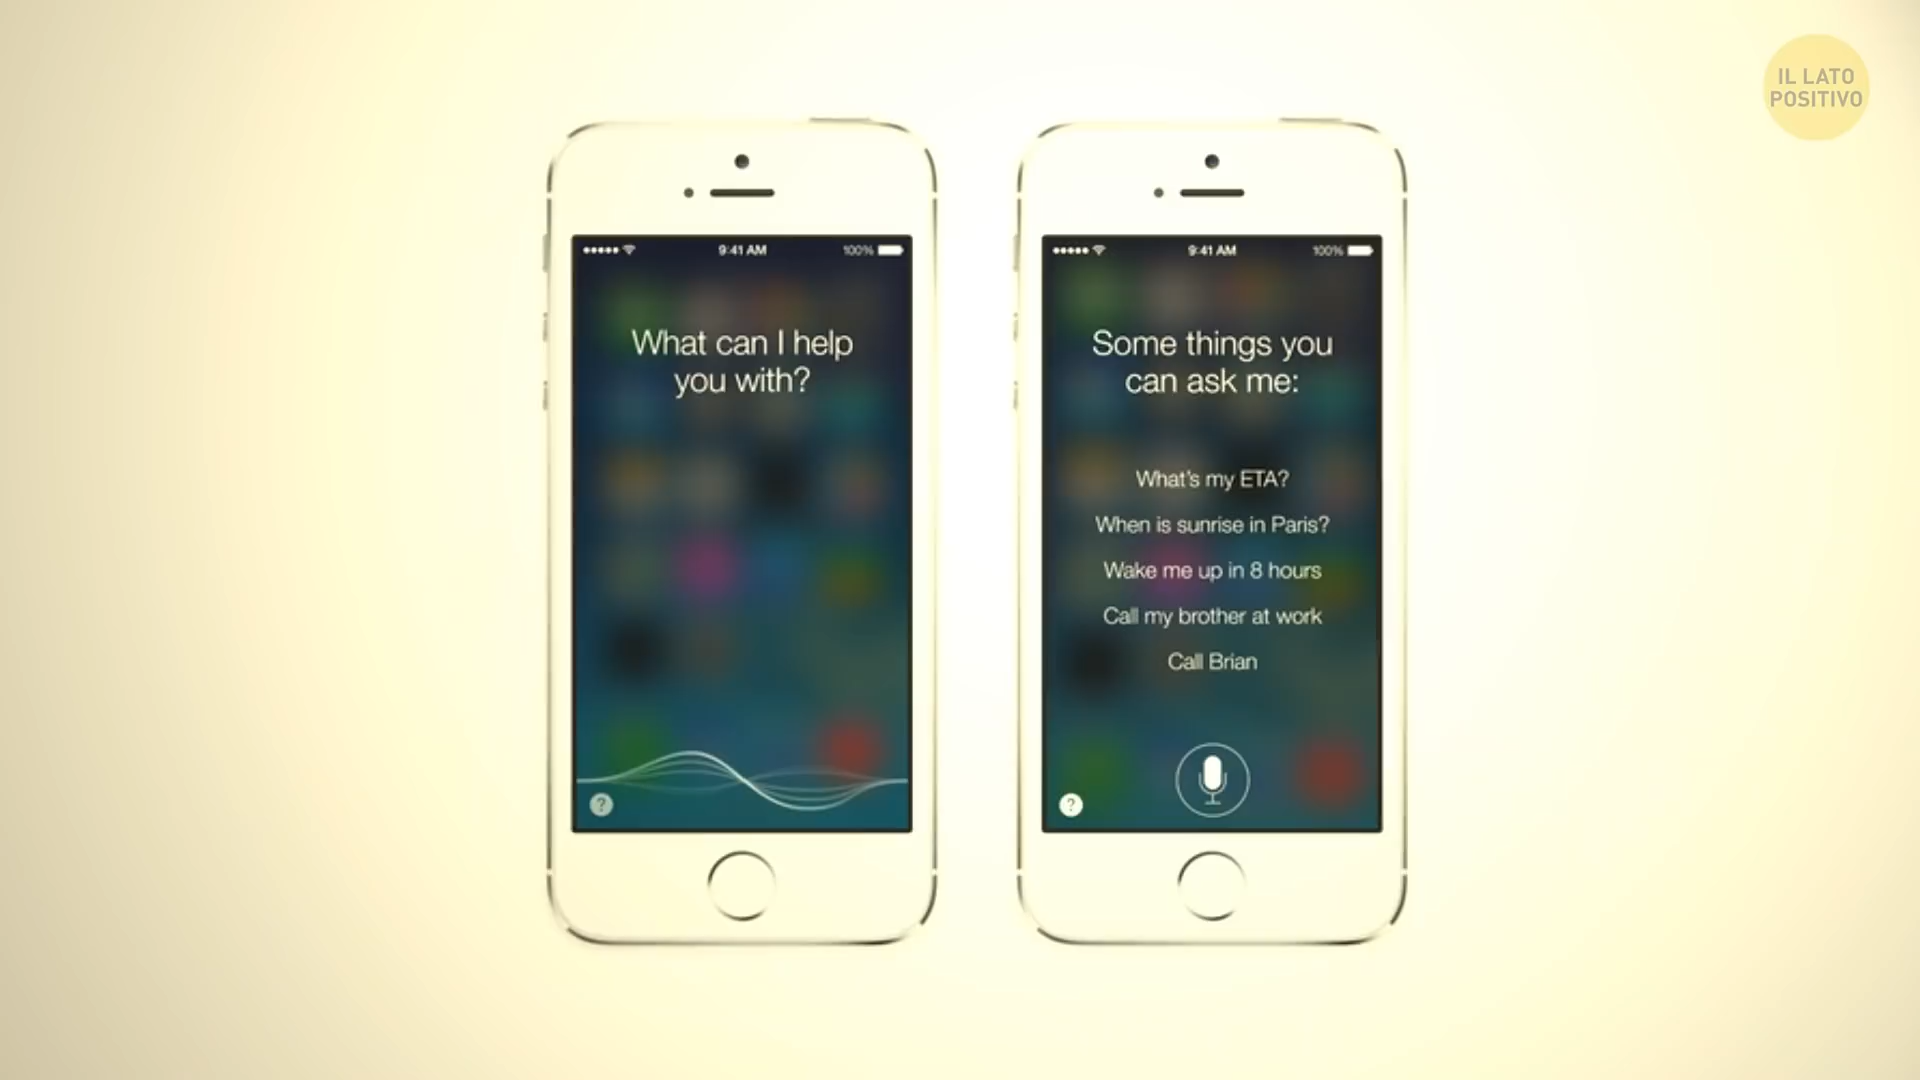 IL LATO
POSITIVO
9:41 AM
100%
What can I help
you with?
?
9:41 AM
100%
Some things you
can ask me:
What's my ETA?
When is sunrise in Paris?
Wake me up in 8 hours
Call my brother at work
Call Brian
?